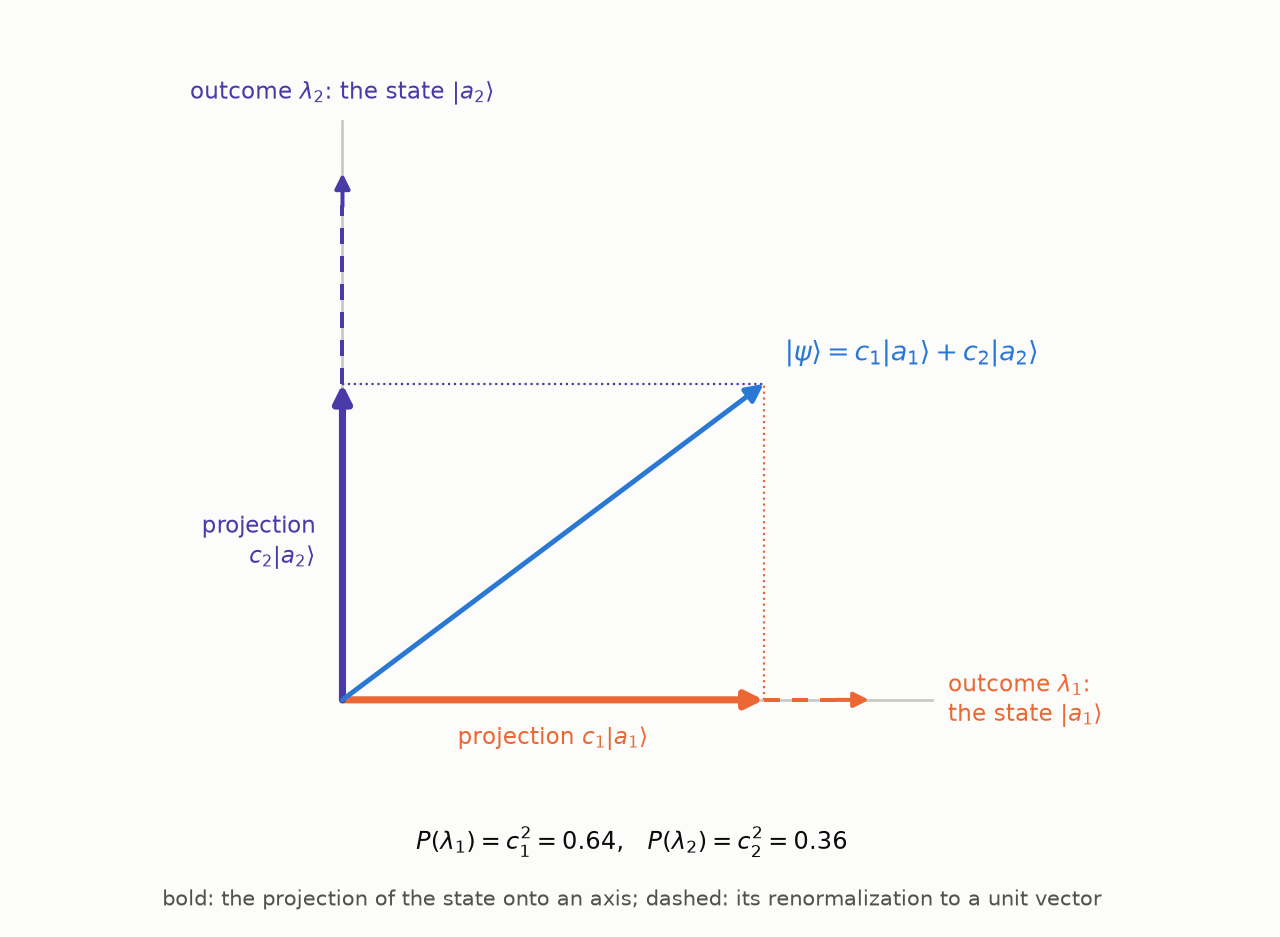 outcome λ₂: the state |a₂⟩
|ψ⟩ = c₁|a₁⟩ + c₂|a₂⟩
projection
c₂|a₂⟩
outcome λ₁:
the state |a₁⟩
projection c₁|a₁⟩
P(λ₁) = c₁² = 0.64,   P(λ₂) = c₂² = 0.36
bold: the projection of the state onto an axis; dashed: its renormalization to a unit vector